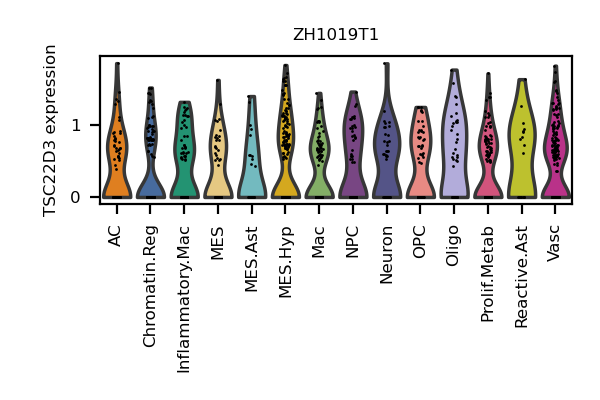 ZH1019T1
TSC22D3 expression
1
0
AC
Chromatin.Reg
Inflammatory.Mac
MES
MES.Ast
MES.Hyp
Mac
NPC
Neuron
OPC
Oligo
Prolif.Metab
Reactive.Ast
Vasc